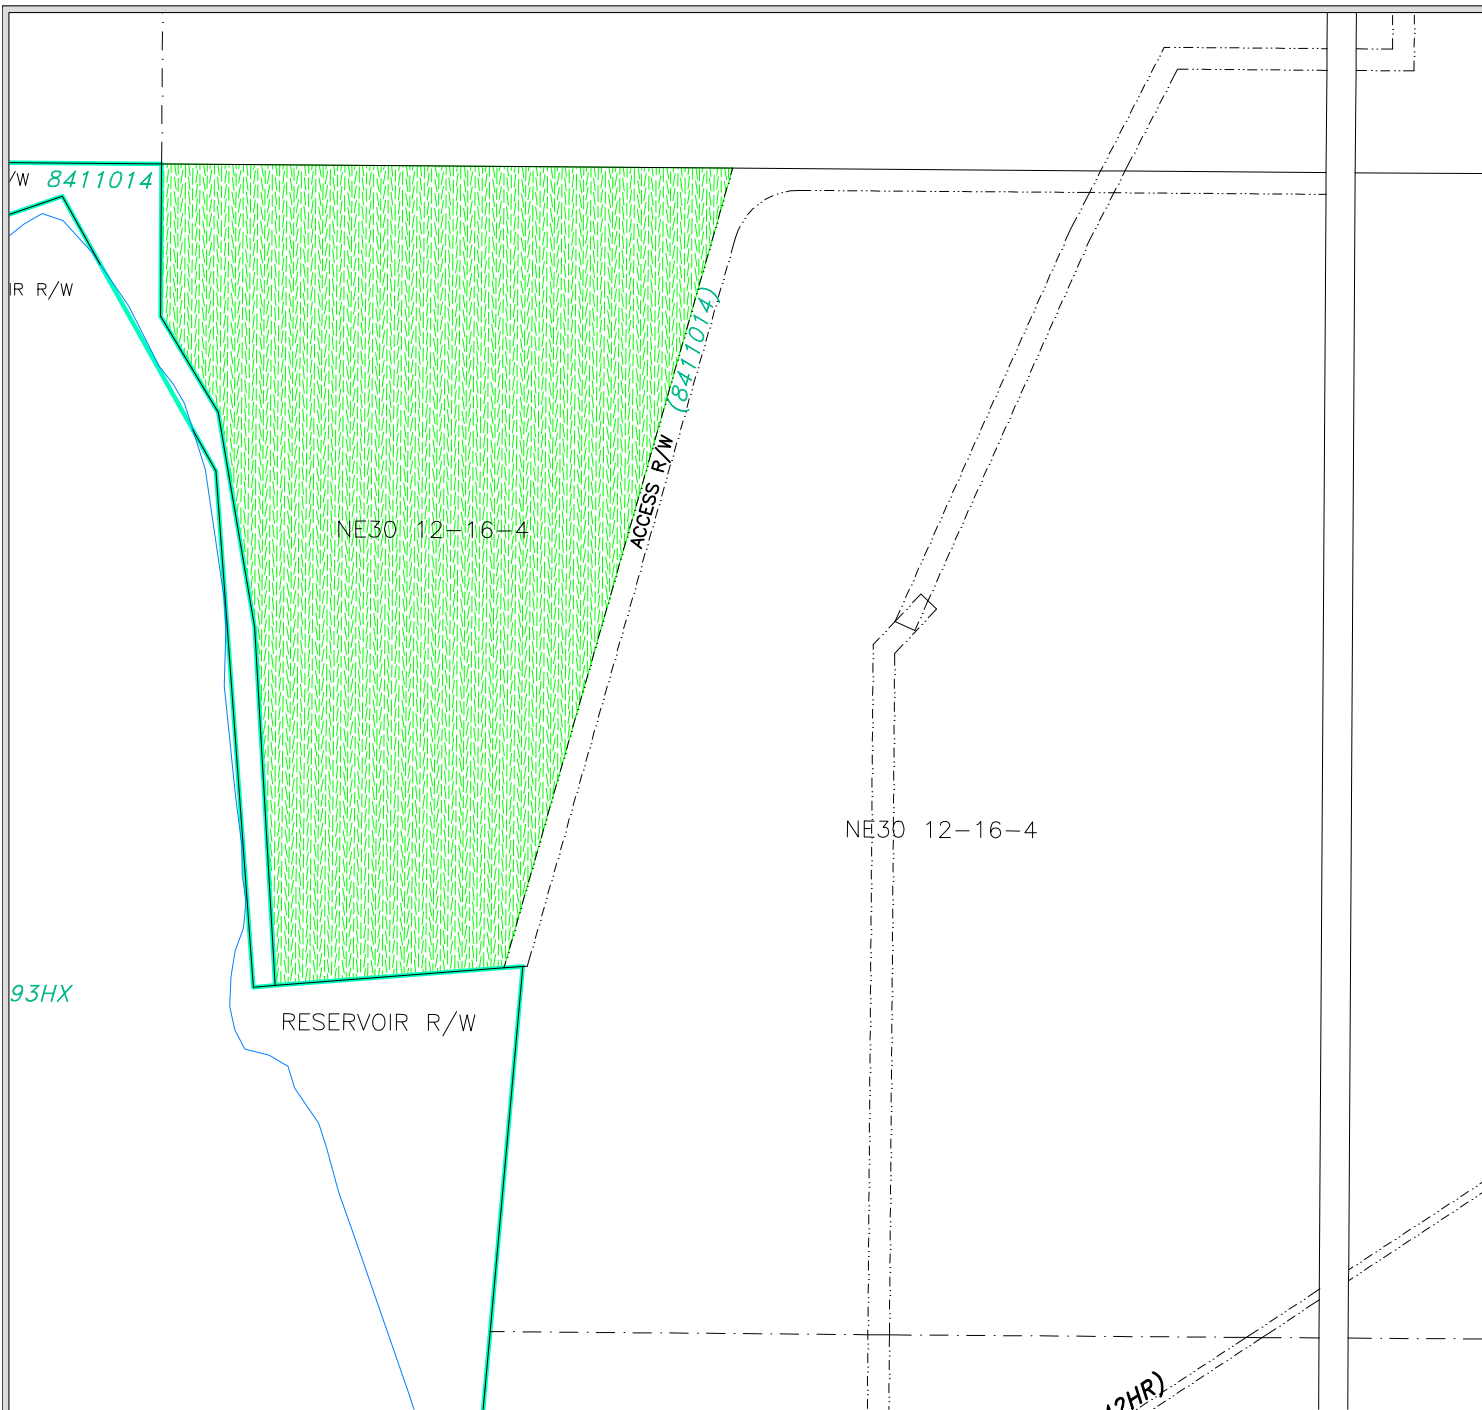 /W 8411014
IR R/W
(8411014)
ACCESS R/W
NE30 12-16-4
NE30 12-16-4
93HX
RESERVOIR R/W
2HR)